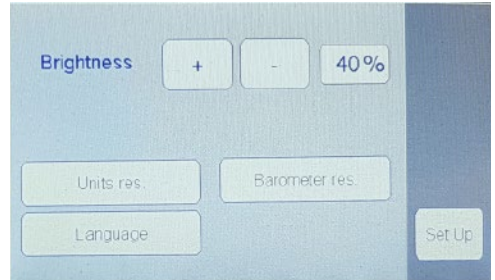 Brightness + - 40%
Units res. Barometer res.
Language Set Up